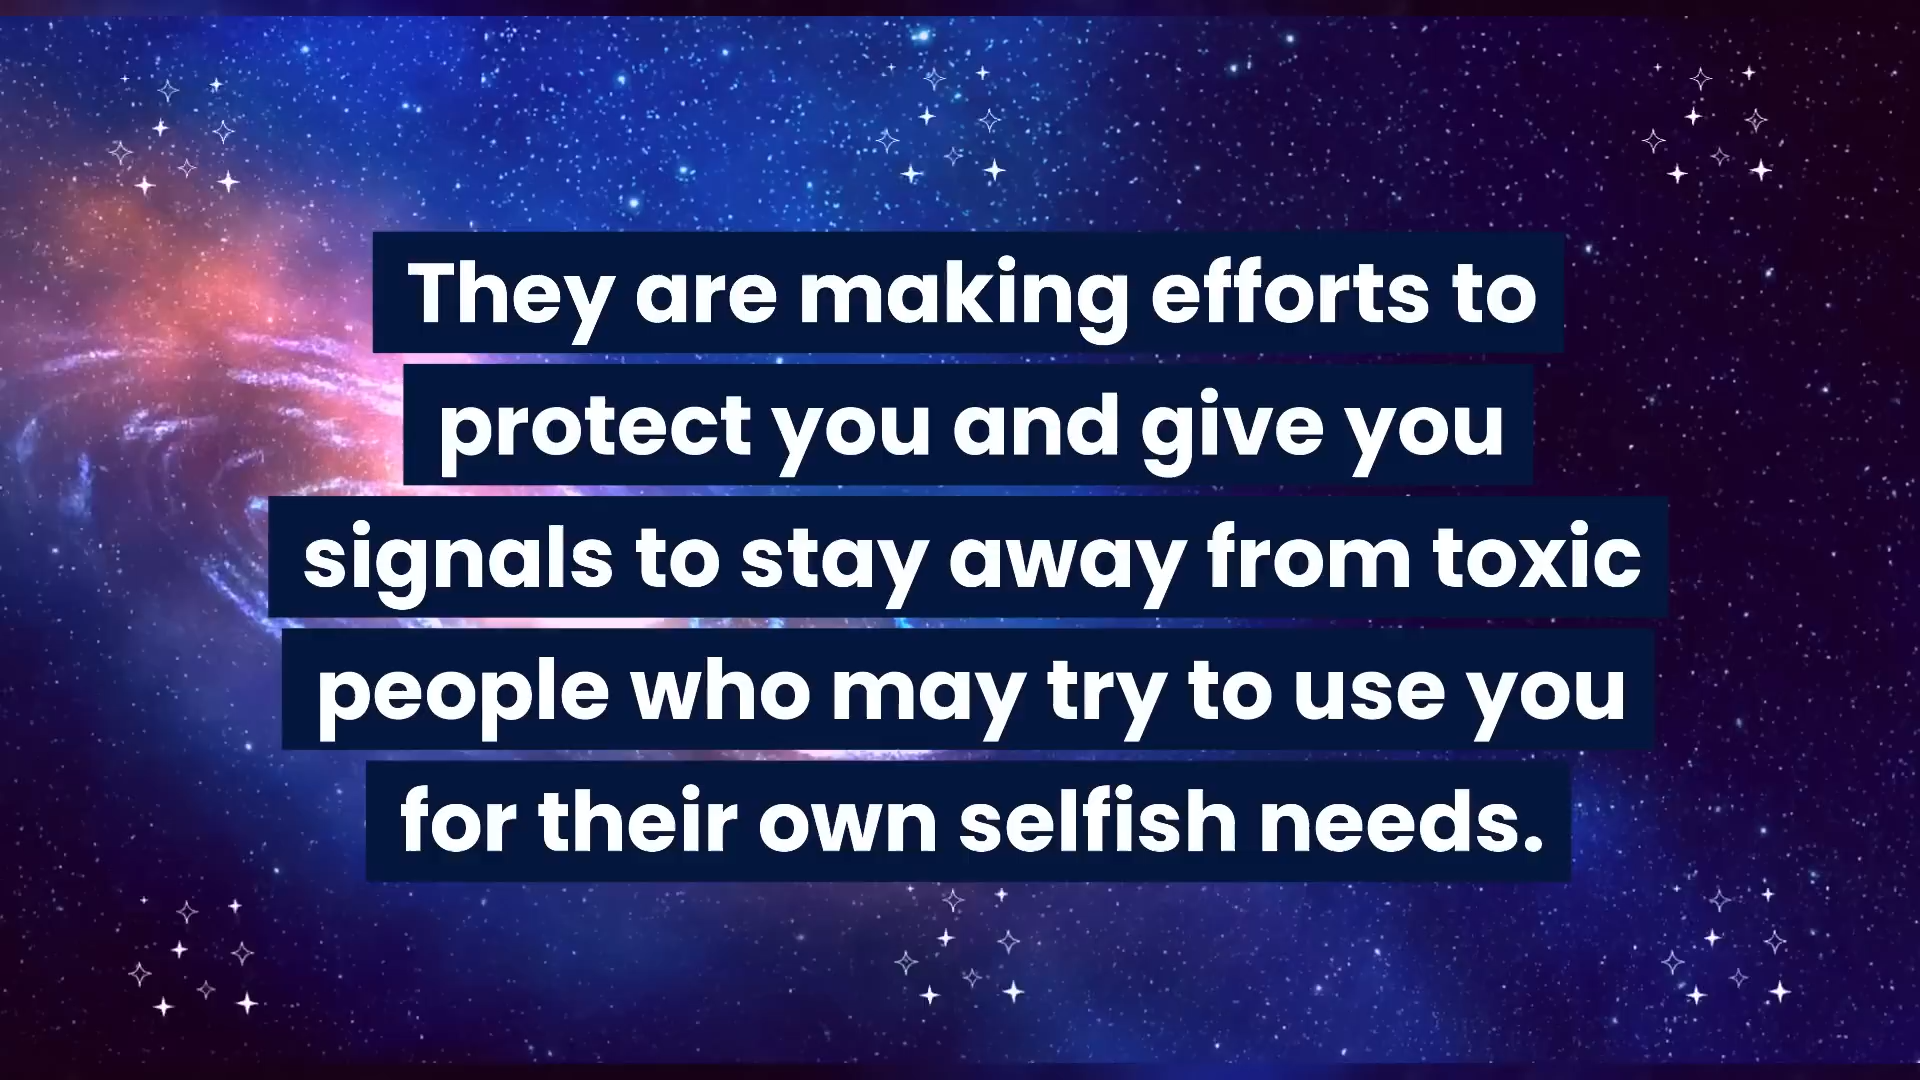 They are making efforts to
protect you and give you
signals to stay away from toxic
people who may try to use you
for their own selfish needs.